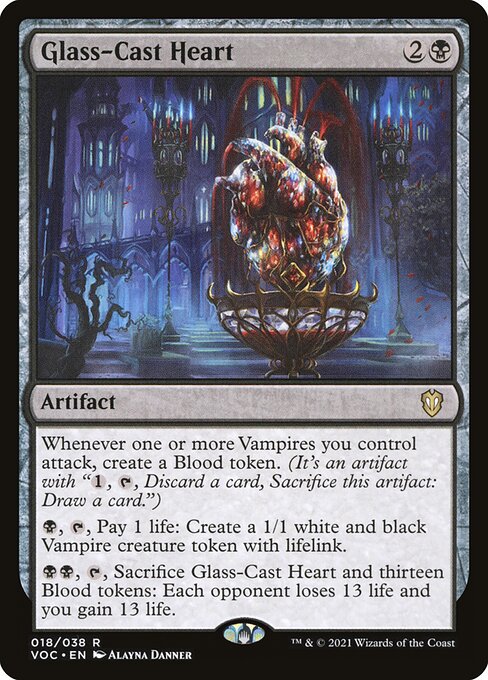 Glass-Cast Heart 2
Artifact
Whenever one or more Vampires you control
attack, create a Blood token. (It's an artifact
with "1, , Discard a card, Sacrifice this artifact:
Draw a card.")
, , Pay 1 life: Create a 1/1 white and black
Vampire creature token with lifelink.
, , Sacrifice Glass-Cast Heart and thirteen
Blood tokens: Each opponent loses 13 life and
you gain 13 life.
018/038 R
VOC • EN Alayna Danner
™ & © 2021 Wizards of the Coast